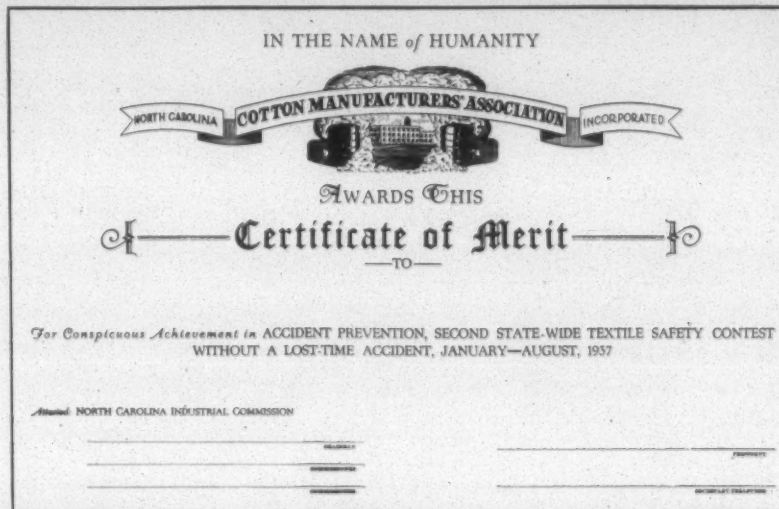 IN THE NAME of HUMANITY
NORTH CAROLINA COTTON MANUFACTURERS' ASSOCIATION INCORPORATED
AWARDS THIS
Certificate of Merit
TO
For Conspicuous Achievement in ACCIDENT PREVENTION, SECOND STATE-WIDE TEXTILE SAFETY CONTEST
WITHOUT A LOST-TIME ACCIDENT, JANUARY—AUGUST, 1937
NORTH CAROLINA INDUSTRIAL COMMISSION